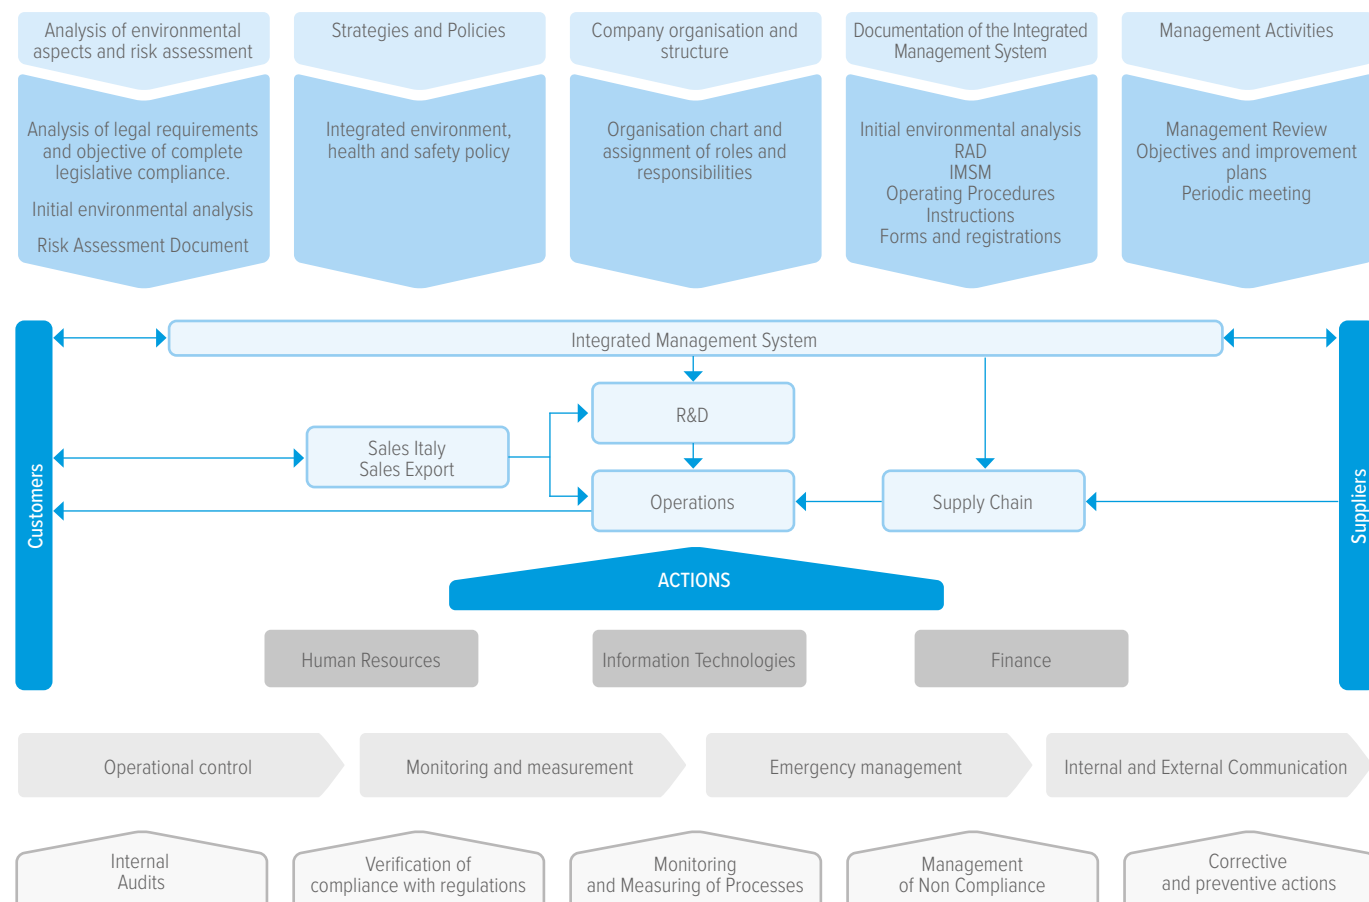 Analysis of environmental
aspects and risk assessment
Strategies and Policies
Company organisation and
structure
Documentation of the Integrated
Management System
Management Activities
Analysis of legal requirements
and objective of complete
legislative compliance.
Initial environmental analysis
Risk Assessment Document
Integrated environment,
health and safety policy
Organisation chart and
assignment of roles and
responsibilities
Initial environmental analysis
RAD
IMSM
Operating Procedures
Instructions
Forms and registrations
Management Review
Objectives and improvement
plans
Periodic meeting
Customers
Integrated Management System
R&D
Sales Italy
Sales Export
Operations
Supply Chain
Suppliers
ACTIONS
Human Resources
Information Technologies
Finance
Operational control
Monitoring and measurement
Emergency management
Internal and External Communication
Internal
Audits
Verification of
compliance with regulations
Monitoring
and Measuring of Processes
Management
of Non Compliance
Corrective
and preventive actions